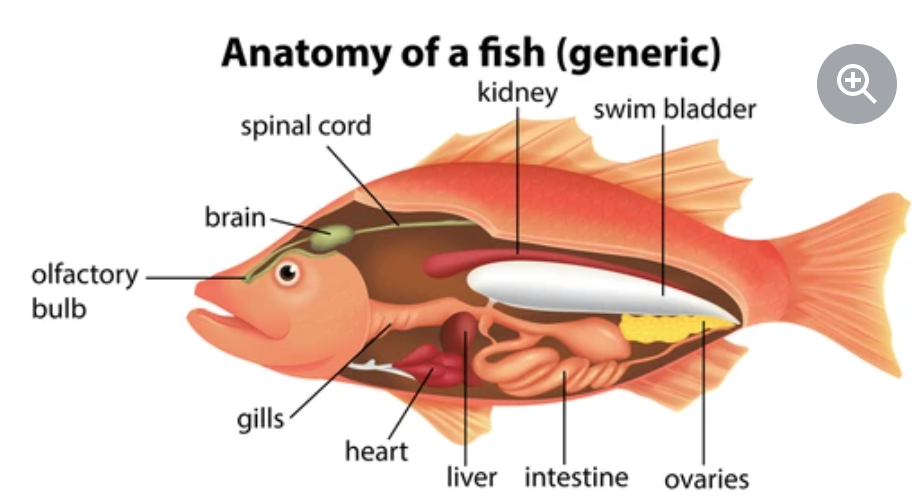 Anatomy of a fish (generic)
kidney
swim bladder
spinal cord
brain
olfactory
bulb
gills
heart
liver
intestine
ovaries